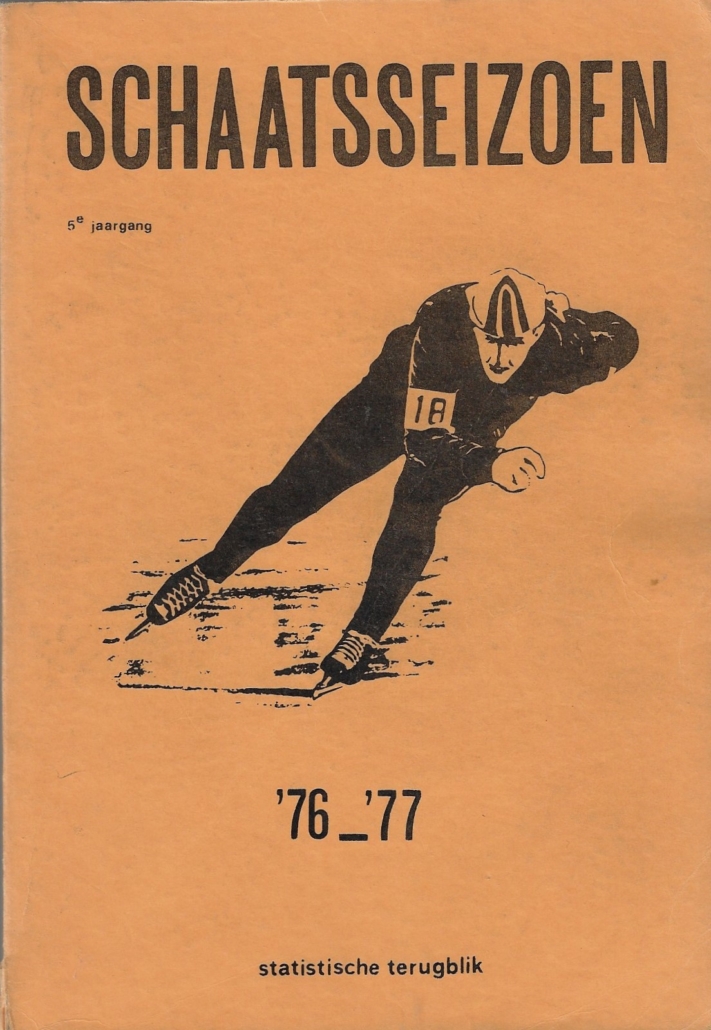 SCHAATSSEIZOEN
5e jaargang
18
'76_'77
statistische terugblik